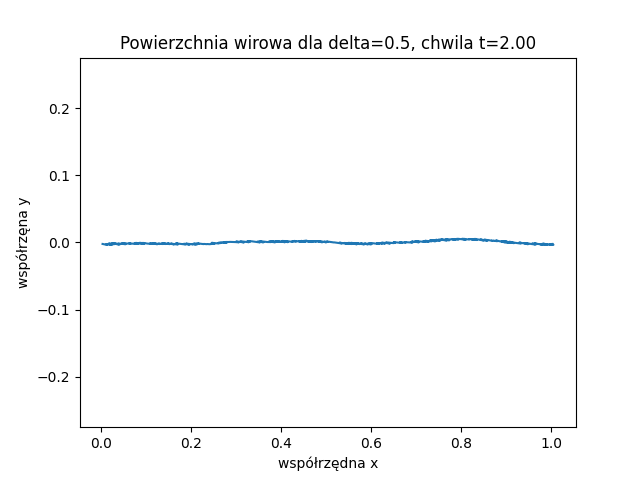 Powierzchnia wirowa dla delta=0.5, chwila t=2.00
0.2
0.1
0.0
−0.1
−0.2
współrzęna y
0.0 0.2 0.4 0.6 0.8 1.0
współrzędna x